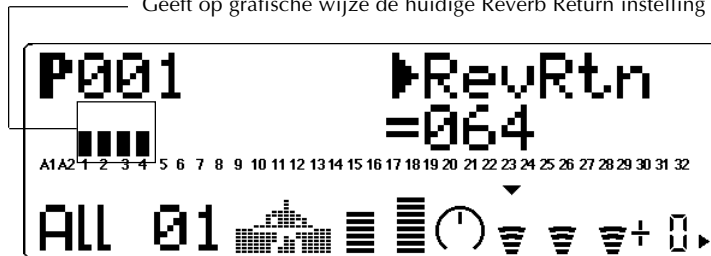 Geeft op grafische wijze de huidige Reverb Return instelling
P001 ▶RevRtn
=064
A1 A2 1 2 3 4 5 6 7 8 9 10 11 12 13 14 15 16 17 18 19 20 21 22 23 24 25 26 27 28 29 30 31 32
All 01 + 0